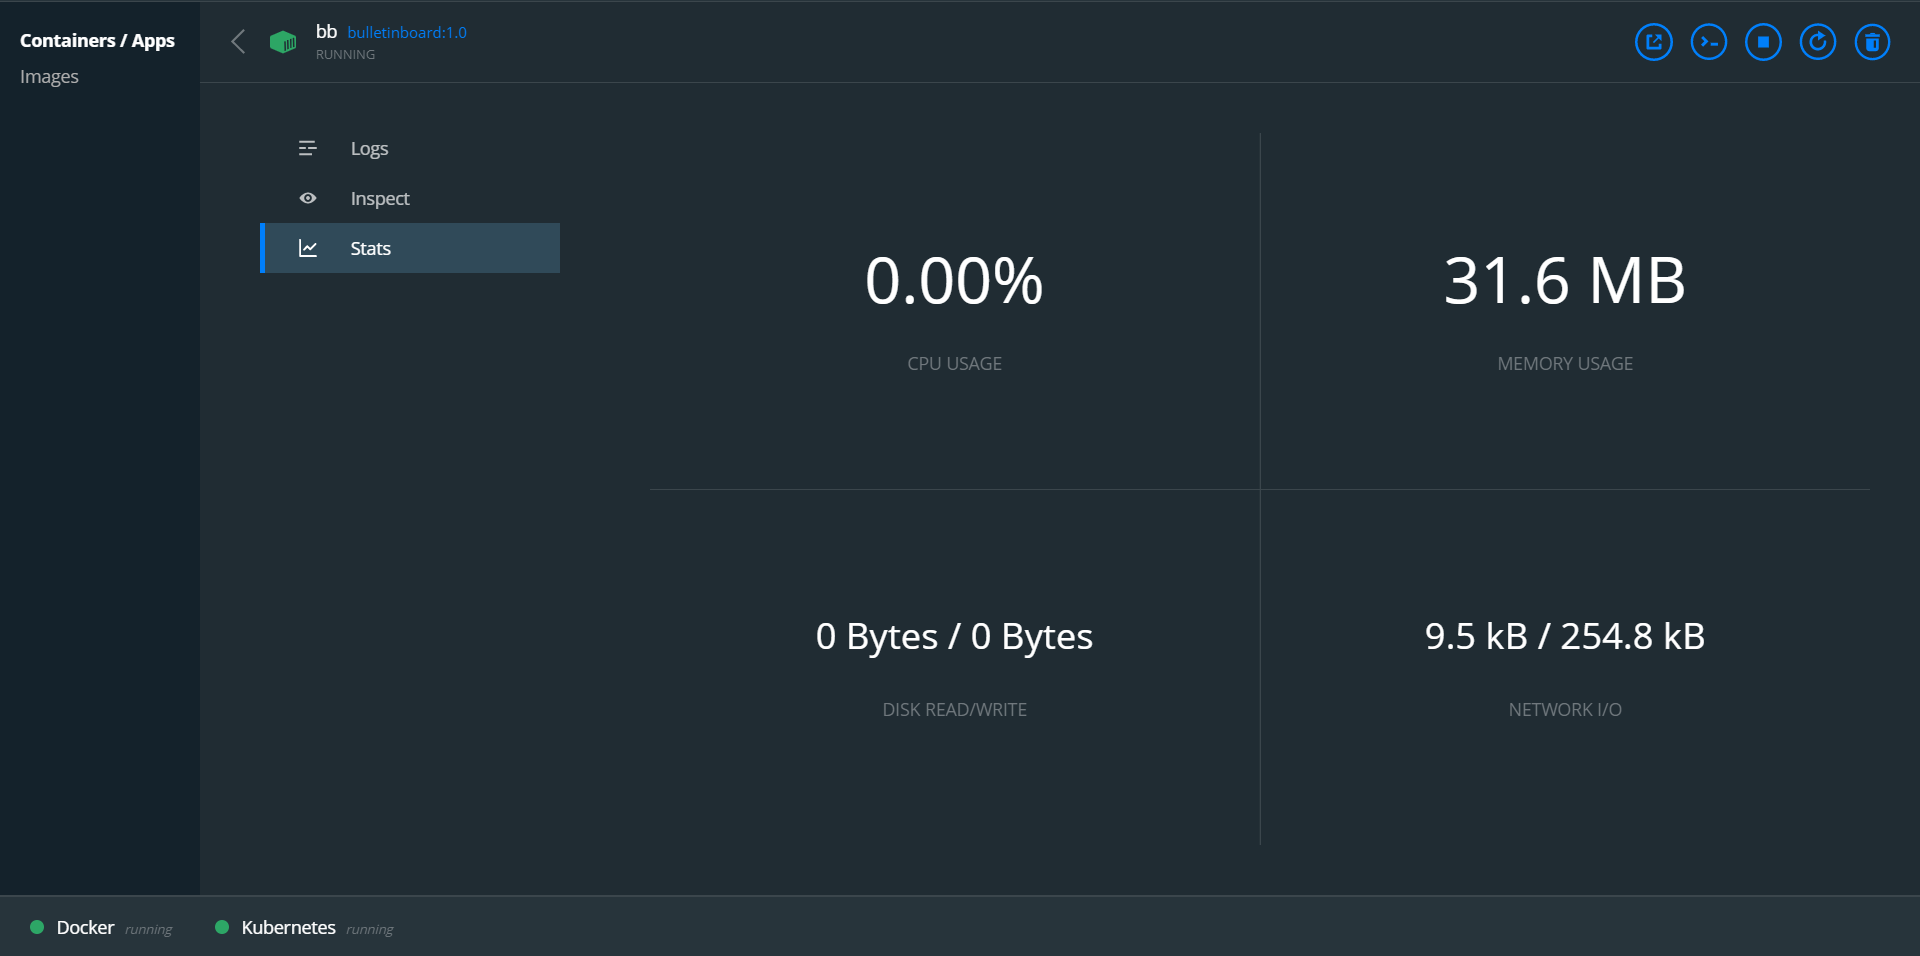 Containers / Apps
Images
bb bulletinboard:1.0
RUNNING
Logs
Inspect
Stats
0.00%
CPU USAGE
31.6 MB
MEMORY USAGE
0 Bytes / 0 Bytes
DISK READ/WRITE
9.5 kB / 254.8 kB
NETWORK I/O
Docker running
Kubernetes running